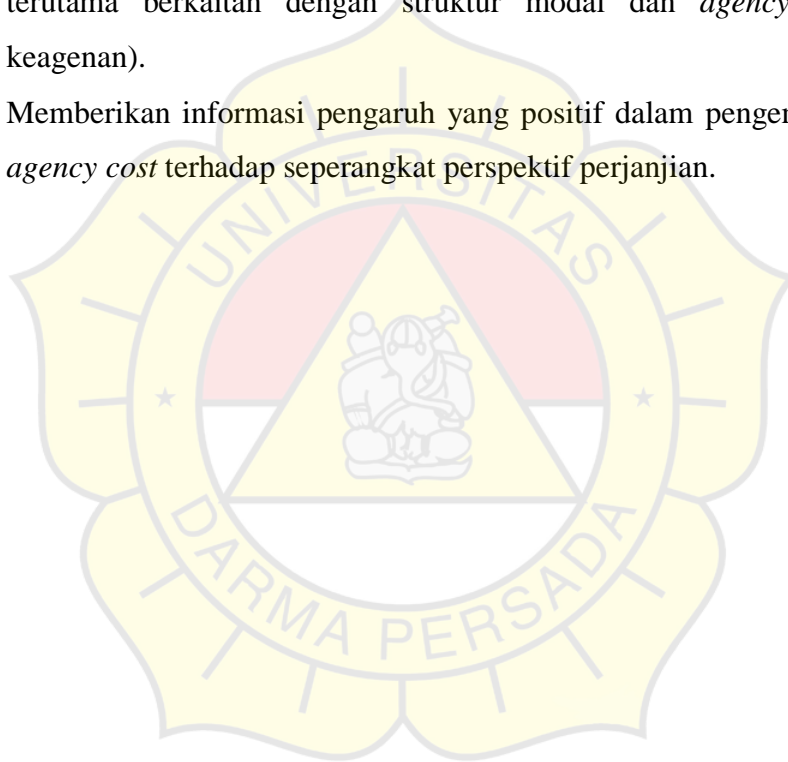 terutama berkaitan dengan struktur modal dan agency
keagenan).
Memberikan informasi pengaruh yang positif dalam
agency cost terhadap seperangkat perspektif perjanjian.
UNIVERSITAS
DARMA PERSADA